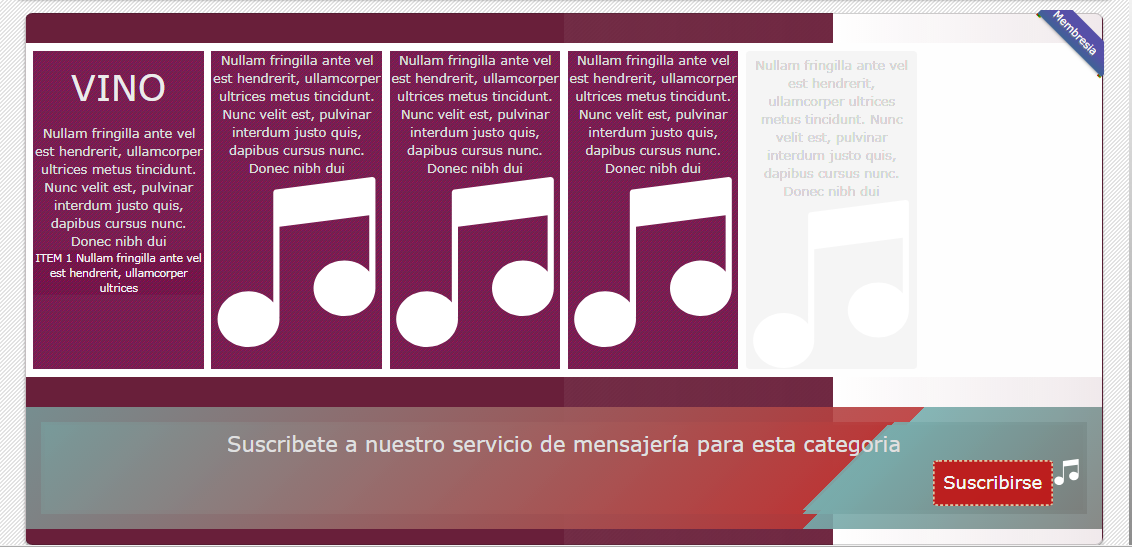 Membresia
VINO
Nullam fringilla ante vel
est hendrerit, ullamcorper
ultrices metus tincidunt.
Nunc velit est, pulvinar
interdum justo quis,
dapibus cursus nunc.
Donec nibh dui
ITEM 1 Nullam fringilla ante vel
est hendrerit, ullamcorper
ultrices
Nullam fringilla ante vel
est hendrerit, ullamcorper
ultrices metus tincidunt.
Nunc velit est, pulvinar
interdum justo quis,
dapibus cursus nunc.
Donec nibh dui
Nullam fringilla ante vel
est hendrerit, ullamcorper
ultrices metus tincidunt.
Nunc velit est, pulvinar
interdum justo quis,
dapibus cursus nunc.
Donec nibh dui
Nullam fringilla ante vel
est hendrerit, ullamcorper
ultrices metus tincidunt.
Nunc velit est, pulvinar
interdum justo quis,
dapibus cursus nunc.
Donec nibh dui
Nullam fringilla ante vel
est hendrerit,
ullamcorper ultrices
metus tincidunt. Nunc
velit est, pulvinar
interdum justo quis,
dapibus cursus nunc.
Donec nibh dui
Suscribete a nuestro servicio de mensajería para esta categoria
Suscribirse